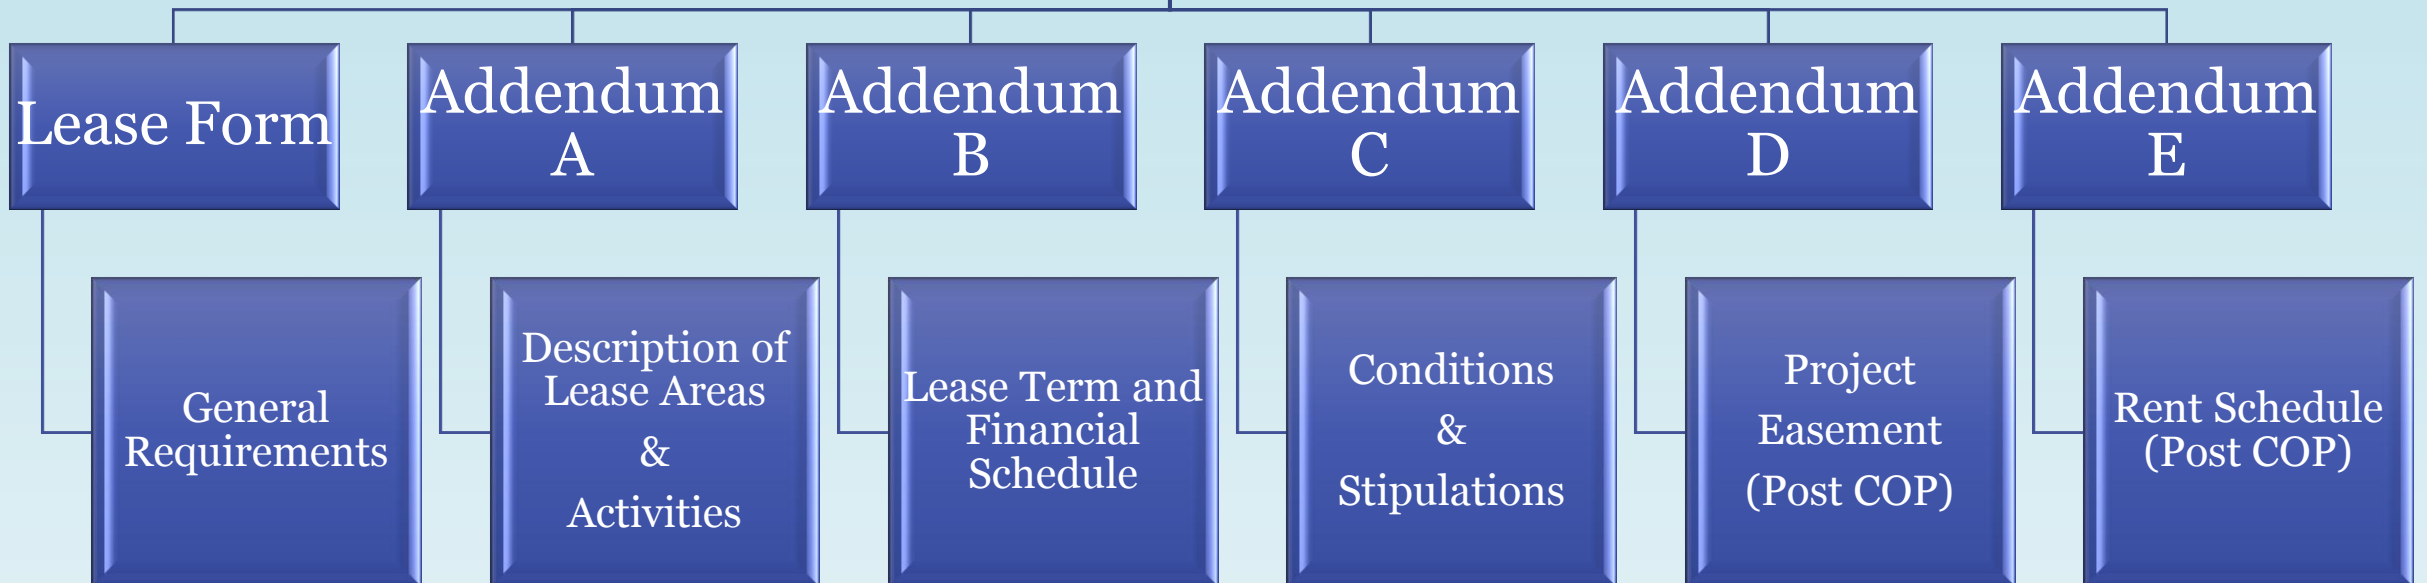 Lease Form
Addendum
A
Addendum
B
Addendum
C
Addendum
D
Addendum
E
General
Requirements
Description of
Lease Areas
&
Activities
Lease Term and
Financial
Schedule
Conditions
&
Stipulations
Project
Easement
(Post COP)
Rent Schedule
(Post COP)